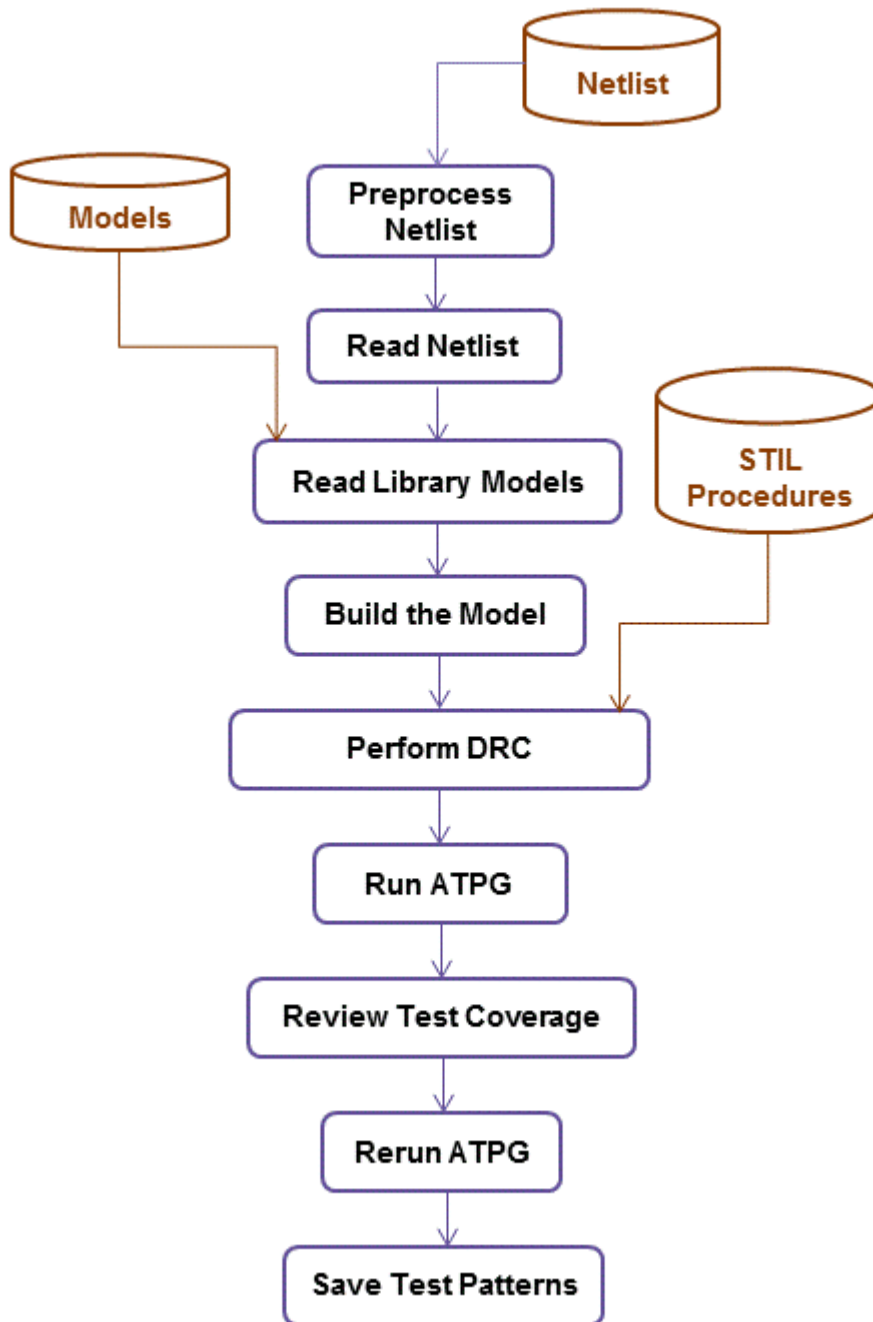 Netlist
Preprocess
Netlist
Models
Read Netlist
Read Library Models
STIL
Procedures
Build the Model
Perform DRC
Run ATPG
Review Test Coverage
Rerun ATPG
Save Test Patterns